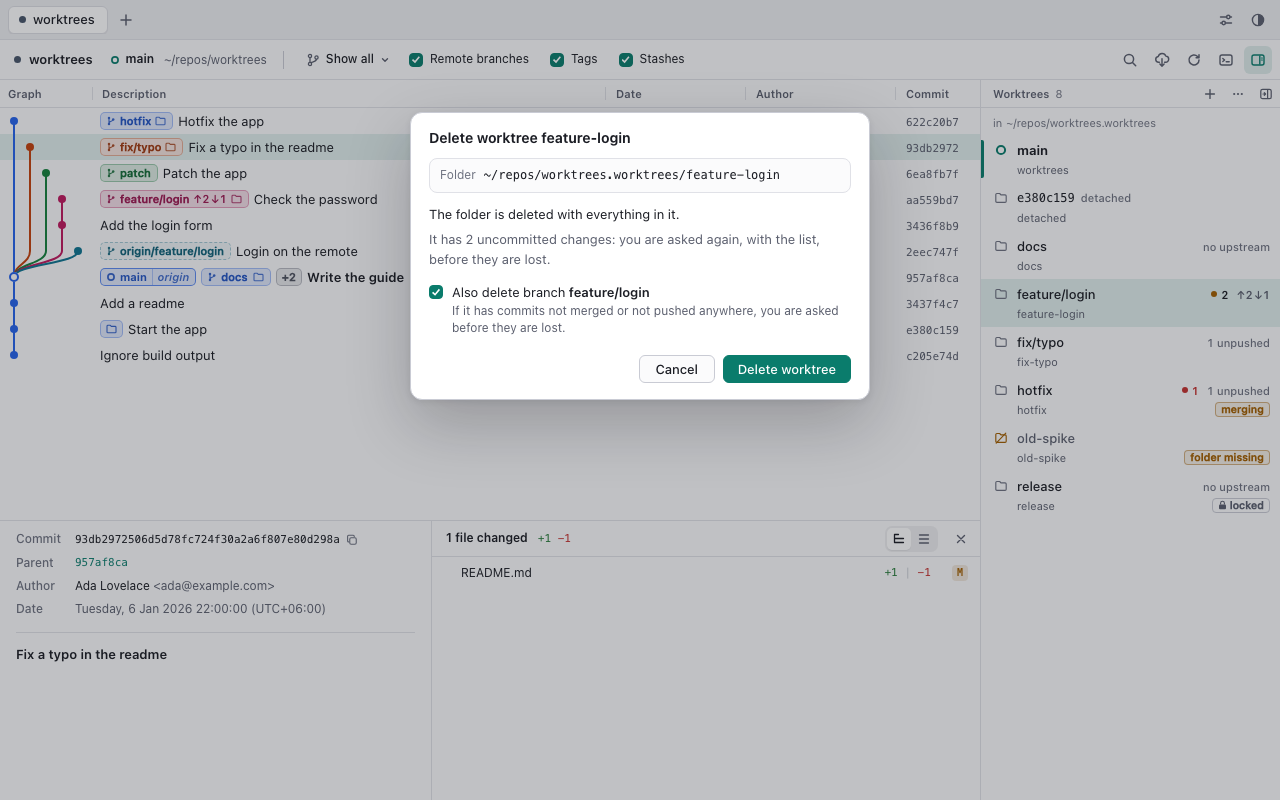 worktrees
worktrees main ~/repos/worktrees Show all Remote branches Tags Stashes
Graph Description Date Author Commit
hotfix Hotfix the app 622c20b7
fix/typo Fix a typo in the readme 93db2972
patch Patch the app 6ea8fb7f
feature/login ↑2↓1 Check the password aa559bd7
Add the login form 3436f8b9
origin/feature/login Login on the remote 2eec747f
main origin docs +2 Write the guide 957af8ca
Add a readme 3437f4c7
Start the app e380c159
Ignore build output c205e74d
Delete worktree feature-login
Folder ~/repos/worktrees.worktrees/feature-login
The folder is deleted with everything in it.
It has 2 uncommitted changes: you are asked again, with the list,
before they are lost.
Also delete branch feature/login
If it has commits not merged or not pushed anywhere, you are asked
before they are lost.
Cancel Delete worktree
Worktrees 8
in ~/repos/worktrees.worktrees
main
worktrees
e380c159 detached
detached
docs no upstream
docs
feature/login 2 ↑2↓1
feature-login
fix/typo 1 unpushed
fix-typo
hotfix 1 1 unpushed
hotfix merging
old-spike
old-spike folder missing
release no upstream
release locked
Commit 93db2972506d5d78fc724f30a2a6f807e80d298a
Parent 957af8ca
Author Ada Lovelace <ada@example.com>
Date Tuesday, 6 Jan 2026 22:00:00 (UTC+06:00)
Fix a typo in the readme
1 file changed +1 −1
README.md +1 | −1 M